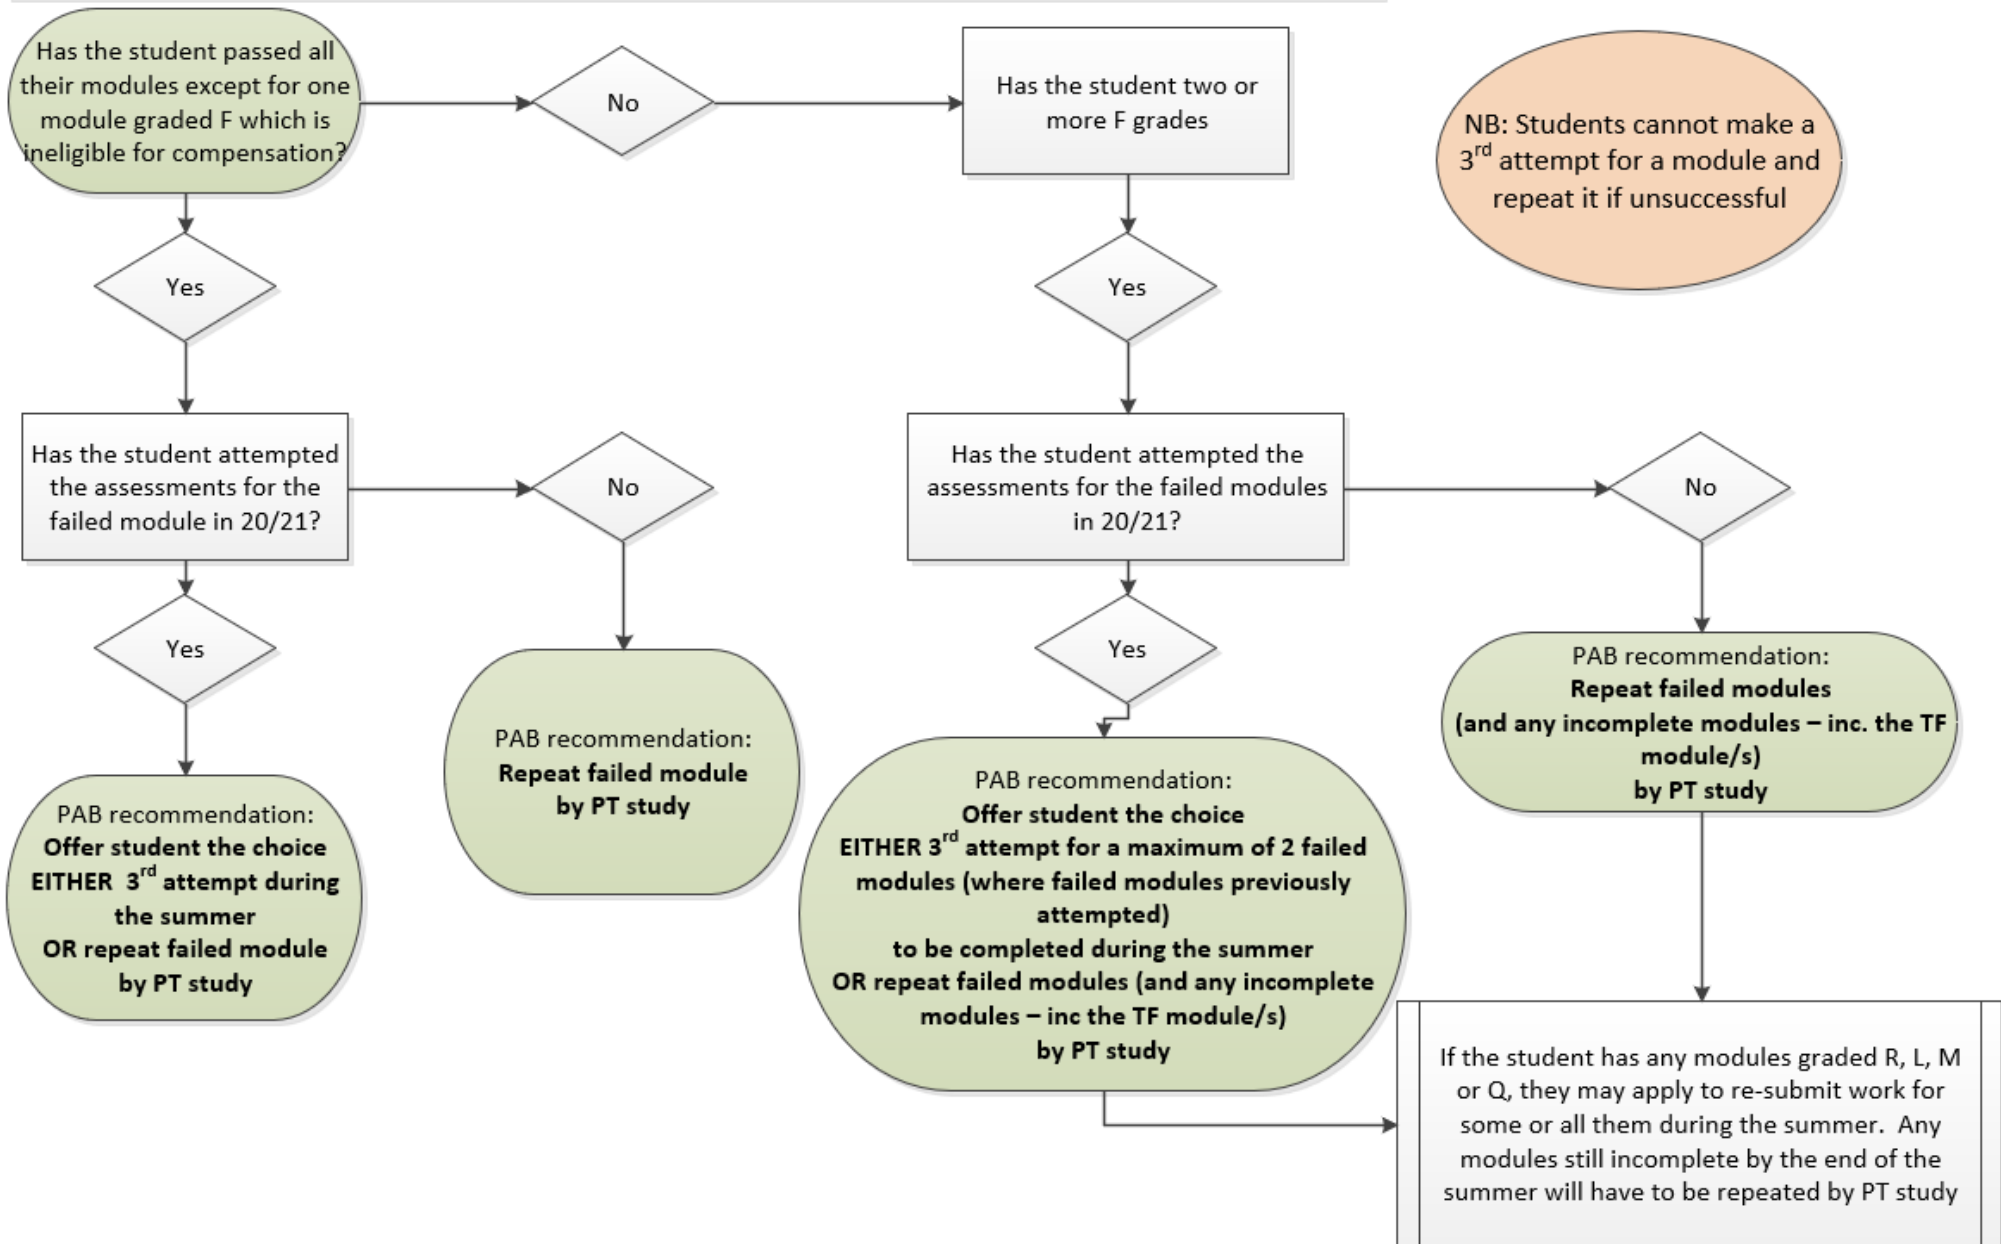 Has the student passed all
their modules except for one
module graded F which is
ineligible for compensation?
No
Has the student two or
more F grades
NB: Students cannot make a
3rd attempt for a module and
repeat it if unsuccessful
Yes
Yes
Has the student attempted
the assessments for the
failed module in 20/21?
No
Has the student attempted the
assessments for the failed modules
in 20/21?
No
Yes
Yes
PAB recommendation:
Offer student the choice
EITHER  3rd attempt during
the summer
OR repeat failed module
by PT study
PAB recommendation:
Repeat failed module
by PT study
PAB recommendation:
Offer student the choice
EITHER 3rd attempt for a maximum of 2 failed
modules (where failed modules previously
attempted)
to be completed during the summer
OR repeat failed modules (and any incomplete
modules – inc the TF module/s)
by PT study
PAB recommendation:
Repeat failed modules
(and any incomplete modules – inc. the TF
module/s)
by PT study
If the student has any modules graded R, L, M
or Q, they may apply to re-submit work for
some or all them during the summer.  Any
modules still incomplete by the end of the
summer will have to be repeated by PT study